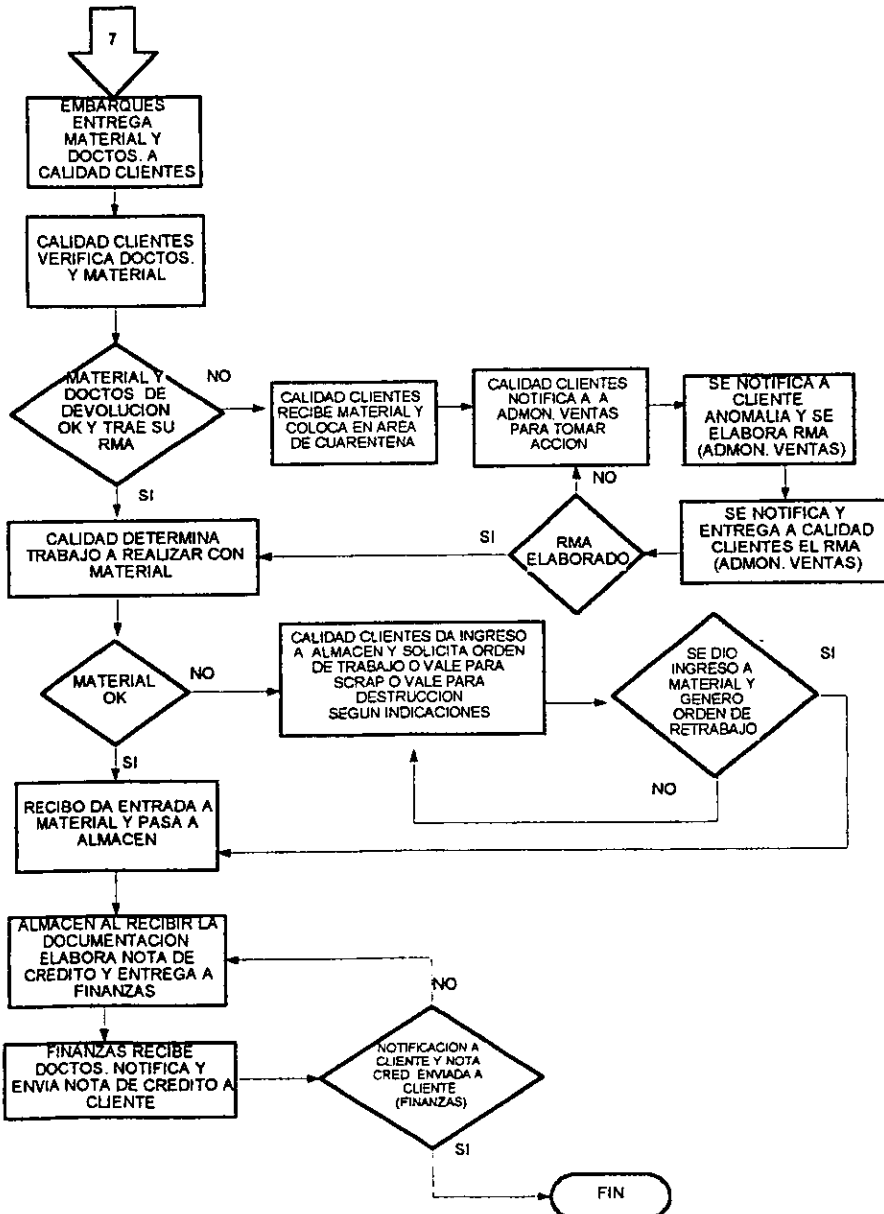 7
EMBARQUES
ENTREGA
MATERIAL Y
DOCTOS. A
CALIDAD CLIENTES
CALIDAD CLIENTES
VERIFICA DOCTOS.
Y MATERIAL
MATERIAL Y
DOCTOS DE
DEVOLUCION
OK Y TRAE SU
RMA
NO
CALIDAD CLIENTES
RECIBE MATERIAL Y
COLOCA EN AREA
DE CUARENTENA
CALIDAD CLIENTES
NOTIFICA A A
ADMON. VENTAS
PARA TOMAR
ACCION
SE NOTIFICA A
CLIENTE
ANOMALIA Y SE
ELABORA RMA
(ADMON. VENTAS)
SI
NO
SE NOTIFICA Y
ENTREGA A CALIDAD
CLIENTES EL RMA
(ADMON. VENTAS)
RMA
ELABORADO
SI
CALIDAD DETERMINA
TRABAJO A REALIZAR CON
MATERIAL
MATERIAL
OK
NO
CALIDAD CLIENTES DA INGRESO
A ALMACEN Y SOLICITA ORDEN
DE TRABAJO O VALE PARA
SCRAP O VALE PARA
DESTRUCCION
SEGUN INDICACIONES
SE DIO
INGRESO A
MATERIAL Y
GENERO
ORDEN DE
RETRABAJO
SI
NO
SI
RECIBO DA ENTRADA A
MATERIAL Y PASA A
ALMACEN
ALMACEN AL RECIBIR LA
DOCUMENTACION
ELABORA NOTA DE
CREDITO Y ENTREGA A
FINANZAS
NO
FINANZAS RECIBE
DOCTOS. NOTIFICA Y
ENVIA NOTA DE CREDITO A
CLIENTE
NOTIFICACION A
CLIENTE Y NOTA
CRED ENVIADA A
CLIENTE
(FINANZAS)
SI
FIN